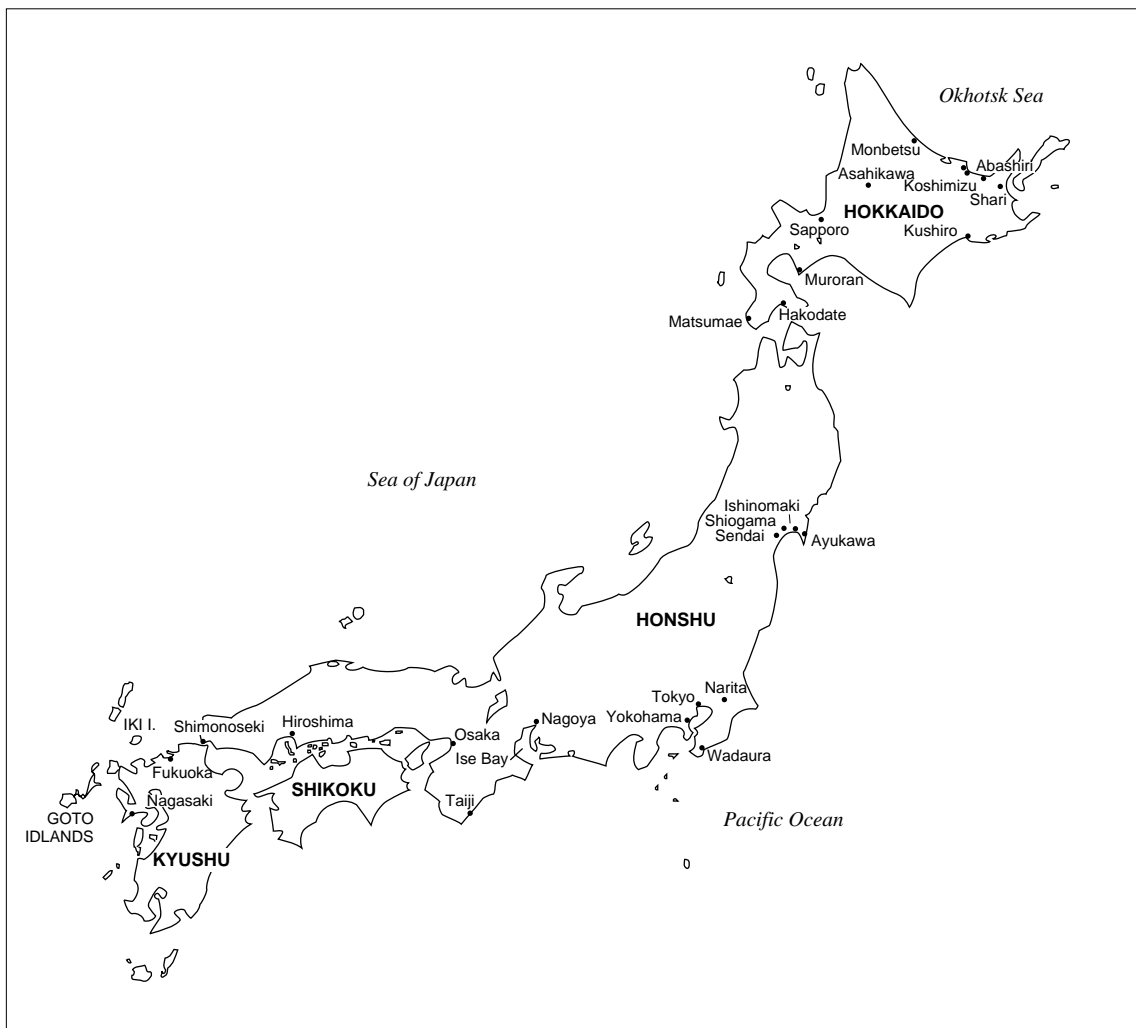 Okhotsk Sea
Monbetsu
Abashiri
Asahikawa
Koshimizu
Shari
HOKKAIDO
Sapporo
Kushiro
Muroran
Hakodate
Matsumae
Sea of Japan
Ishinomaki
Shiogama
Sendai
Ayukawa
HONSHU
Tokyo
Narita
Yokohama
Nagoya
IKI I.
Shimonoseki
Hiroshima
Osaka
Ise Bay
Wadaura
Fukuoka
SHIKOKU
Taiji
Nagasaki
GOTO
IDLANDS
Pacific Ocean
KYUSHU